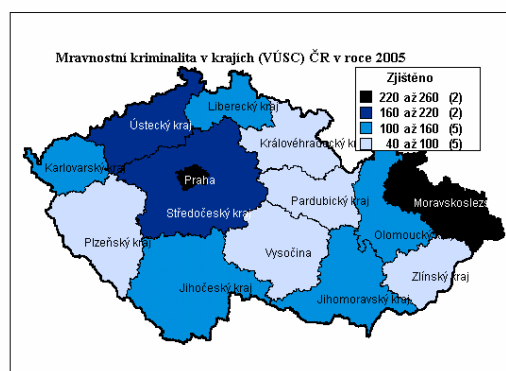 Mravnostní kriminalita v krajích (VÚSC) ČR v roce 2005
Zjištěno
220 až 260 (2)
160 až 220 (2)
100 až 160 (5)
40 až 100 (5)
Liberecký kraj
Ústecký kraj
Královéhradecký kraj
Karlovarský kraj
Praha
Moravskoslezs
Pardubický kraj
Středočeský kraj
Olomoucký k
Plzeňský kraj
Vysočina
Zlínský kraj
Jihočeský kraj
Jihomoravský kraj